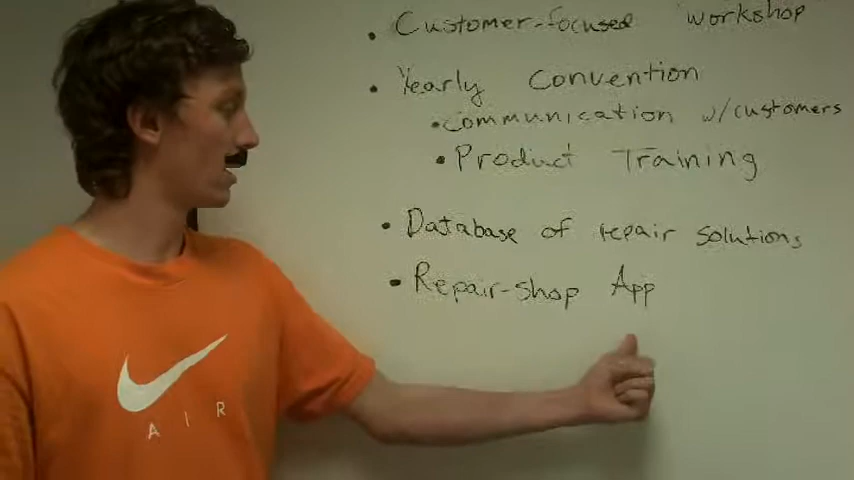 • Customer-focused workshop
• Yearly Convention
• Communication w/customers
• Product Training
• Database of repair solutions
• Repair-shop App
AIR